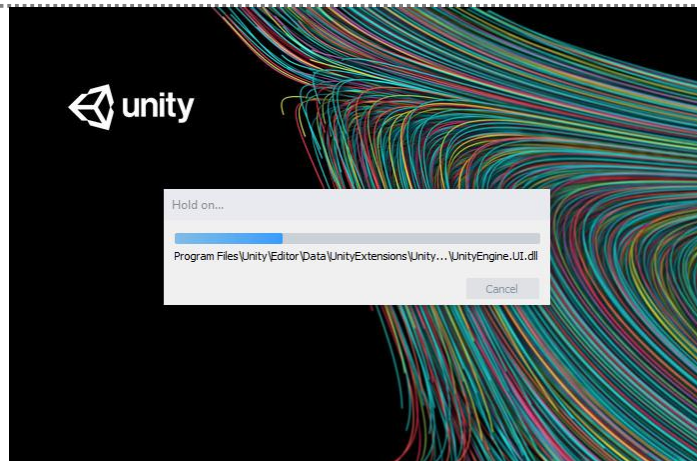 unity
Hold on...
Program Files\Unity\Editor\Data\UnityExtensions\Unity...\UnityEngine.UI.dll
Cancel